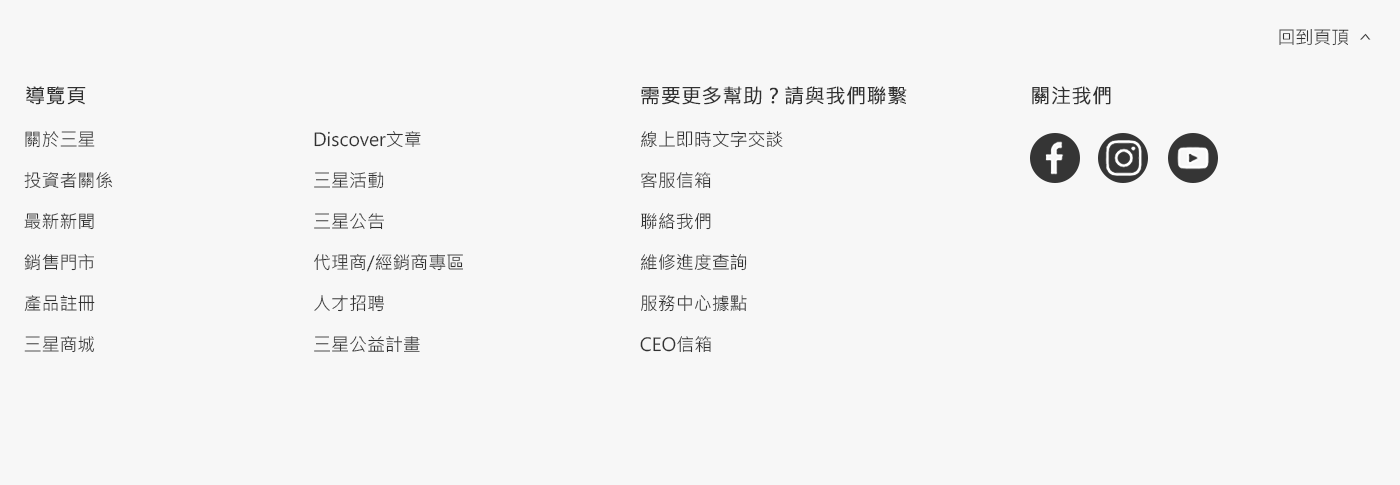 回到頁頂
導覽頁
關於三星
投資者關係
最新新聞
銷售門市
產品註冊
三星商城
Discover文章
三星活動
三星公告
代理商/經銷商專區
人才招聘
三星公益計畫
需要更多幫助？請與我們聯繫
線上即時文字交談
客服信箱
聯絡我們
維修進度查詢
服務中心據點
CEO信箱
關注我們